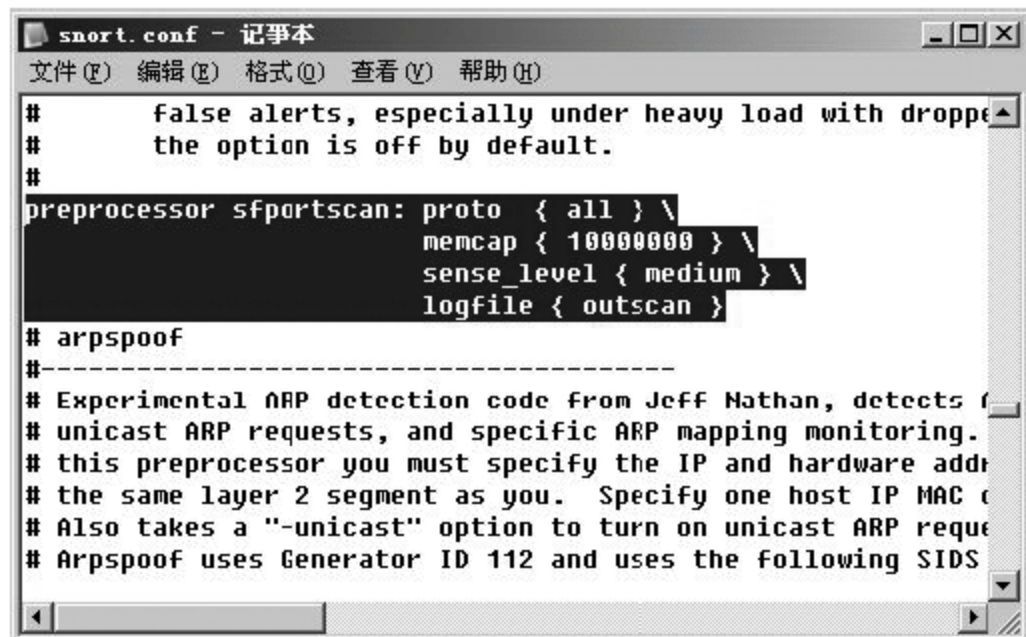 snort.conf - 记事本
文件(F) 编辑(E) 格式(O) 查看(V) 帮助(H)
#       false alerts, especially under heavy load with droppe
#       the option is off by default.
#
preprocessor sfportscan: proto  { all } \
                         memcap { 10000000 } \
                         sense_level { medium } \
                         logfile { outscan }
# arpspoof
#----------------------------------------
# Experimental ARP detection code from Jeff Nathan, detects
# unicast ARP requests, and specific ARP mapping monitoring.
# this preprocessor you must specify the IP and hardware addr
# the same layer 2 segment as you.  Specify one host IP MAC
# Also takes a "-unicast" option to turn on unicast ARP reque
# Arpspoof uses Generator ID 112 and uses the following SIDS